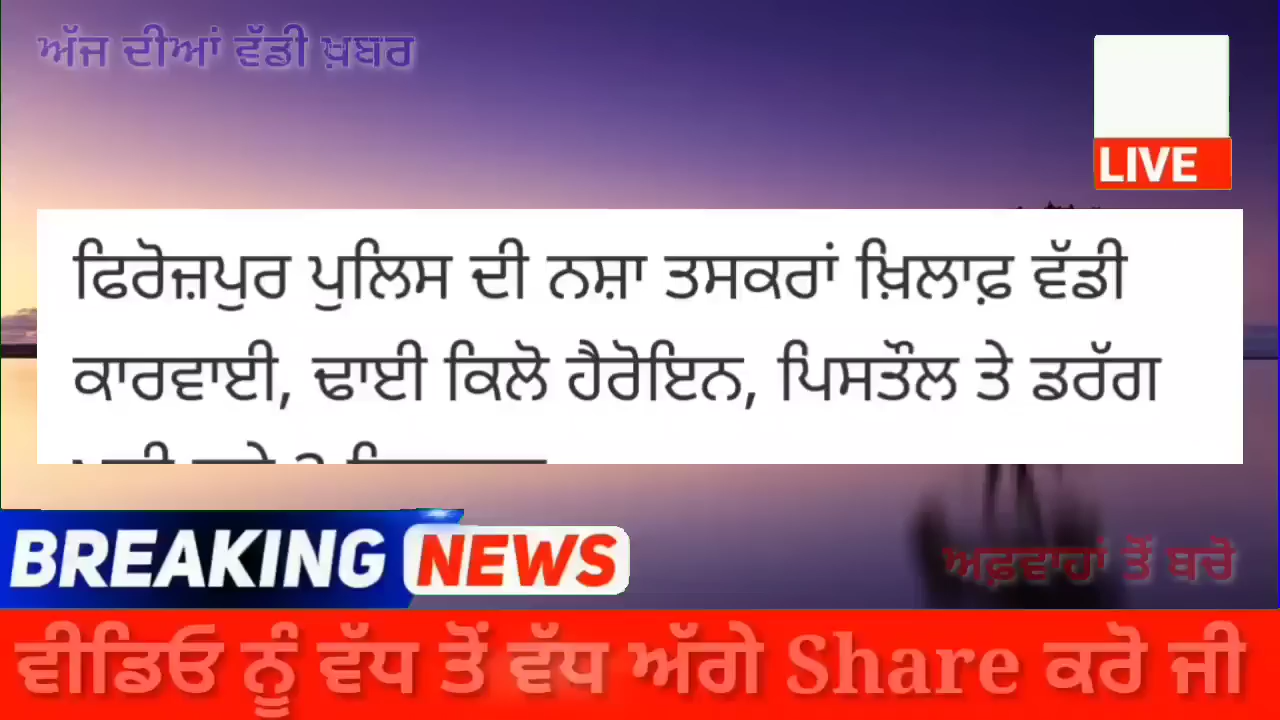 ਅੱਜ ਦੀਆਂ ਵੱਡੀ ਖ਼ਬਰ
LIVE
ਫਿਰੋਜ਼ਪੁਰ ਪੁਲਿਸ ਦੀ ਨਸ਼ਾ ਤਸਕਰਾਂ ਖ਼ਿਲਾਫ਼ ਵੱਡੀ
ਕਾਰਵਾਈ, ਢਾਈ ਕਿਲੋ ਹੈਰੋਇਨ, ਪਿਸਤੌਲ ਤੇ ਡਰੱਗ
BREAKING NEWS
ਅਫ਼ਵਾਹਾਂ ਤੋਂ ਬਚੋ
ਵੀਡਿਓ ਨੂੰ ਵੱਧ ਤੋਂ ਵੱਧ ਅੱਗੇ Share ਕਰੋ ਜੀ